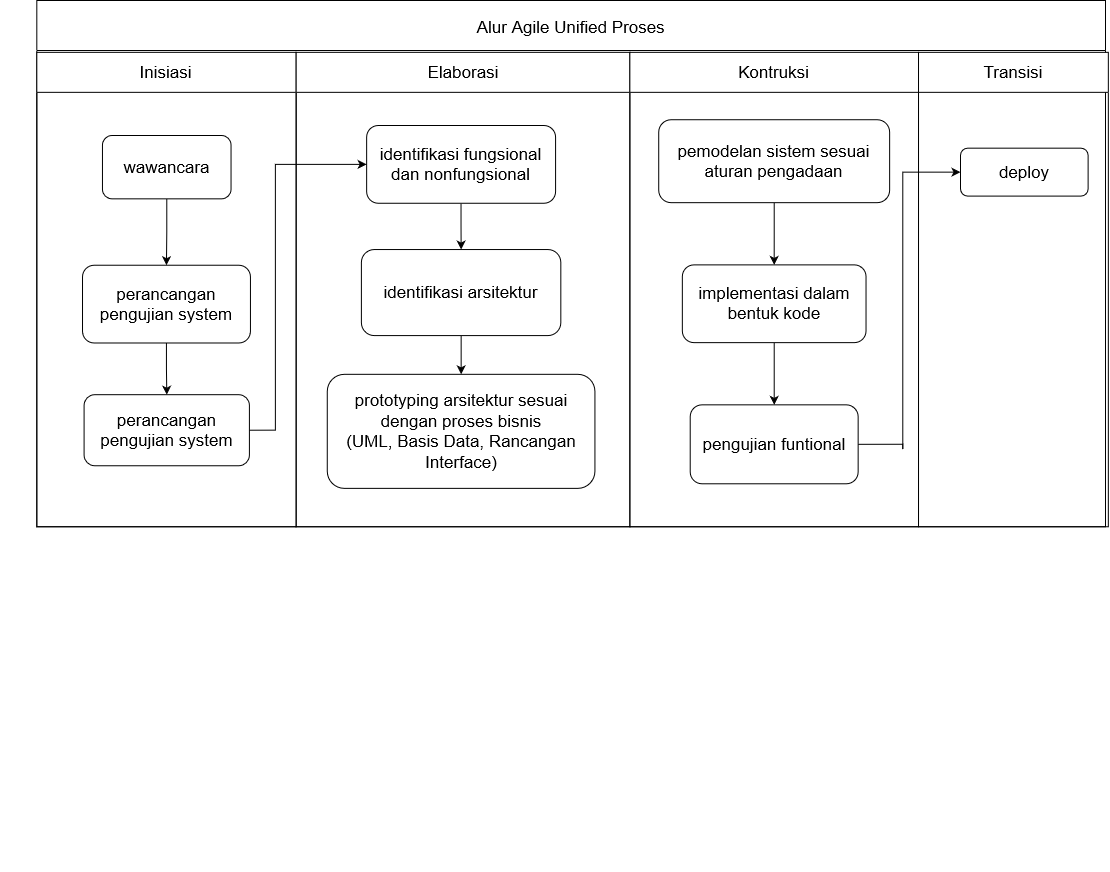 Alur Agile Unified Proses
Inisiasi
Elaborasi
Kontruksi
Transisi
wawancara
perancangan
pengujian system
perancangan
pengujian system
identifikasi fungsional
dan nonfungsional
identifikasi arsitektur
prototyping arsitektur sesuai
dengan proses bisnis
(UML, Basis Data, Rancangan
Interface)
pemodelan sistem sesuai
aturan pengadaan
implementasi dalam
bentuk kode
pengujian funtional
deploy